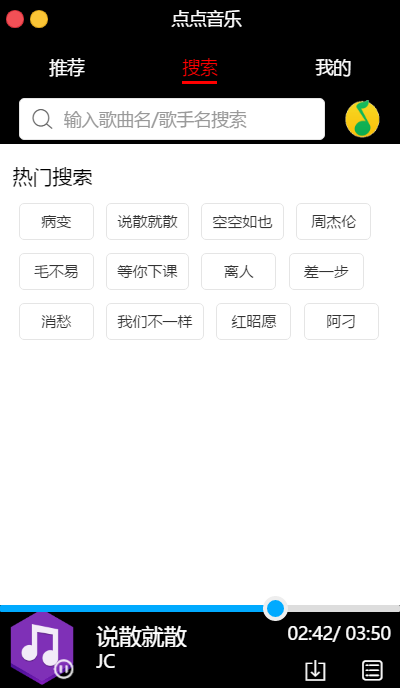 点点音乐
推荐 搜索 我的
输入歌曲名/歌手名搜索
热门搜索
病变 说散就散 空空如也 周杰伦
毛不易 等你下课 离人 差一步
消愁 我们不一样 红昭愿 阿刁
说散就散 02:42/ 03:50
JC